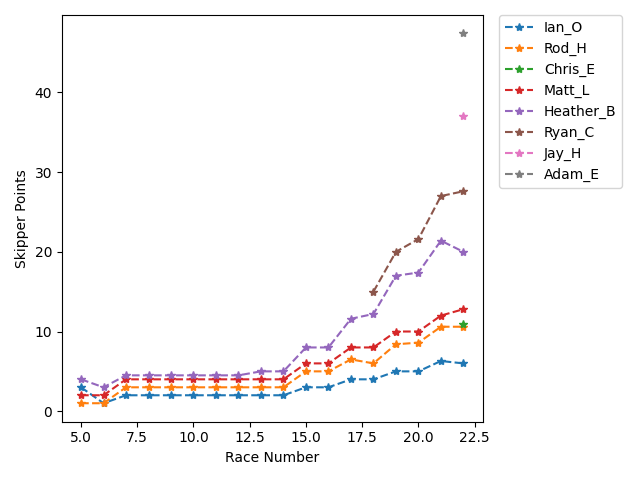 Ian_O
Rod_H
Chris_E
Matt_L
Heather_B
Ryan_C
Jay_H
Adam_E
Skipper Points
40
30
20
10
0
5.0 7.5 10.0 12.5 15.0 17.5 20.0 22.5
Race Number